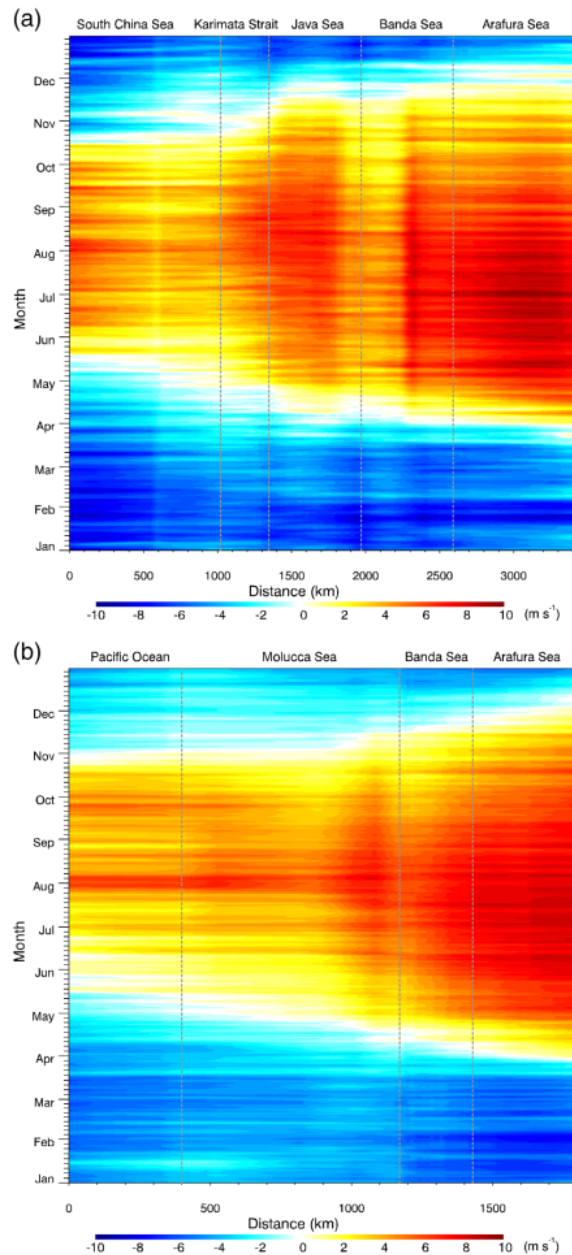 (a)
South China Sea Karimata Strait Java Sea Banda Sea Arafura Sea
Dec
Nov
Oct
Sep
Aug
Jul
Jun
May
Apr
Mar
Feb
Jan
Month
0 500 1000 1500 2000 2500 3000
Distance (km)
-10 -8 -6 -4 -2 0 2 4 6 8 10 (m s⁻¹)
(b)
Pacific Ocean Molucca Sea Banda Sea Arafura Sea
Dec
Nov
Oct
Sep
Aug
Jul
Jun
May
Apr
Mar
Feb
Jan
Month
0 500 1000 1500
Distance (km)
-10 -8 -6 -4 -2 0 2 4 6 8 10 (m s⁻¹)